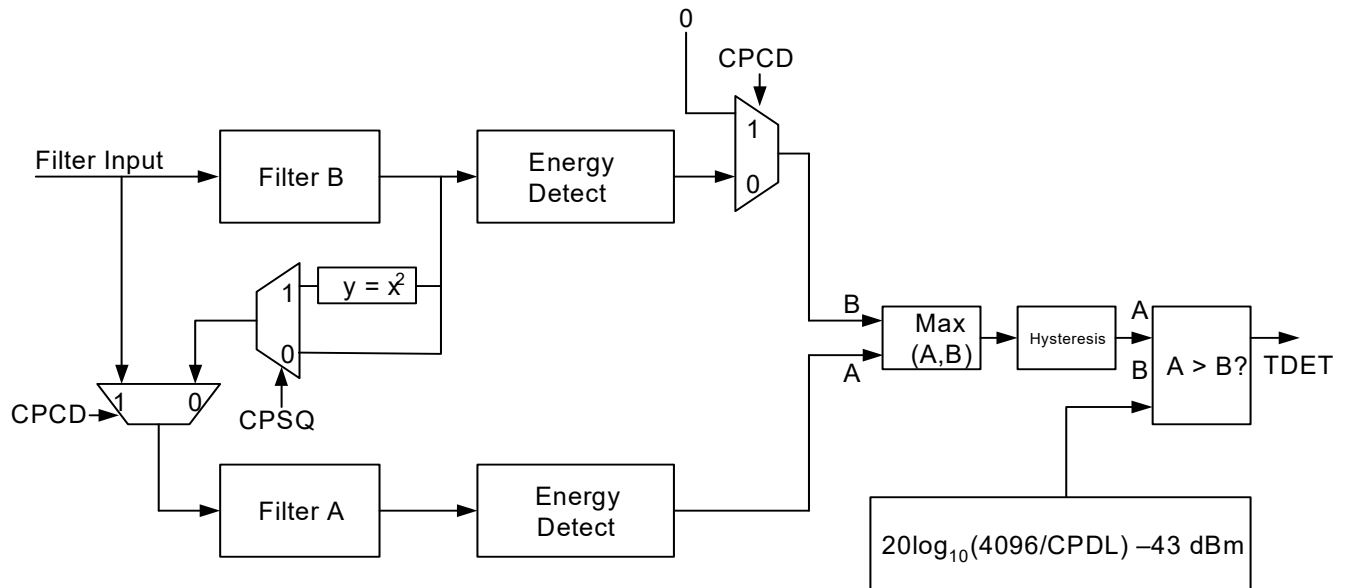 0
CPCD
1
0
Filter Input
Filter B
Energy
Detect
1
y = x²
0
CPSQ
1
0
CPCD
B
A
Max
(A,B)
Hysteresis
A
B
A > B?
TDET
Filter A
Energy
Detect
20log₁₀(4096/CPDL) –43 dBm